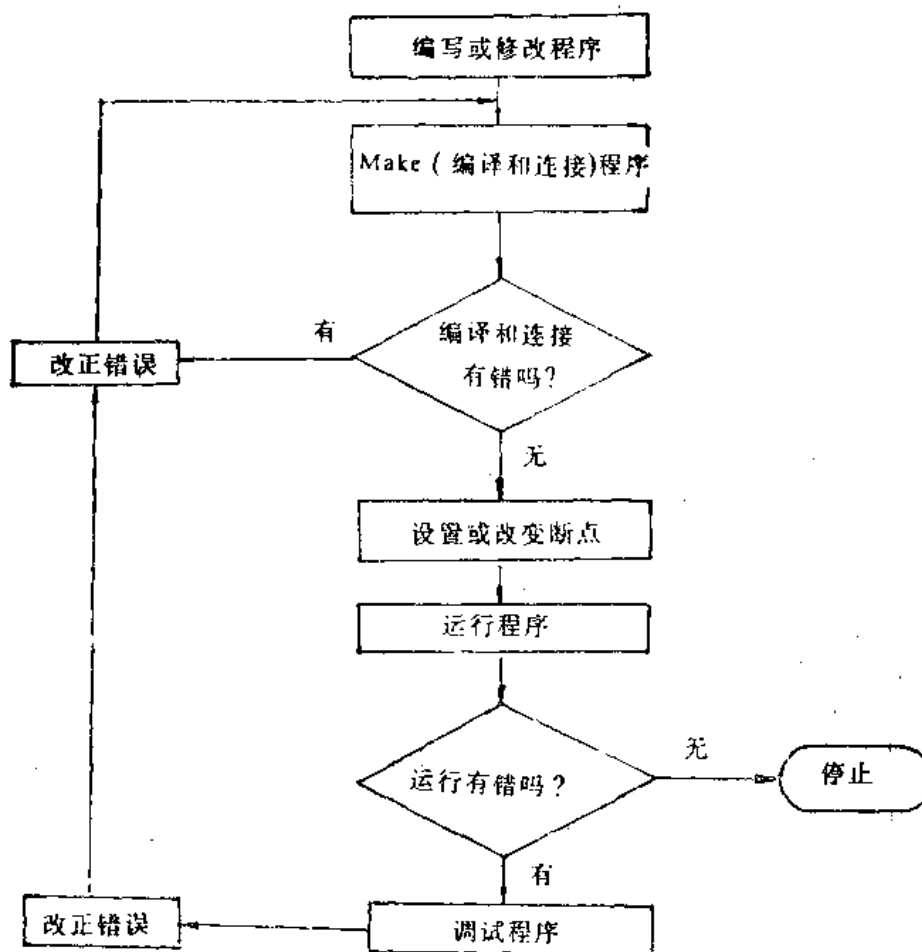 编写或修改程序
Make(编译和连接)程序
有
编译和连接
有错吗?
改正错误
无
设置或改变断点
运行程序
无
运行有错吗?
停止
有
改正错误
调试程序